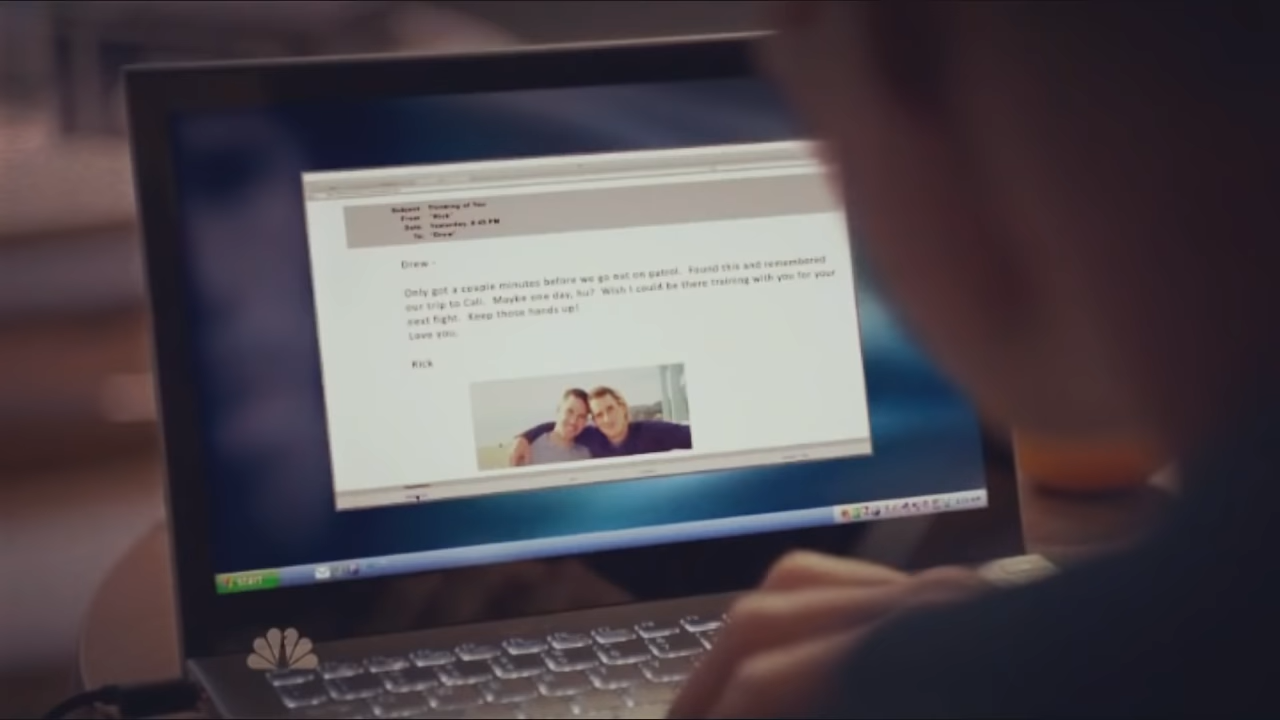 Subject: Thinking of You
From: "Rick"
Date: Yesterday, 8:45 PM
To: "Drew"
Drew -
Only got a couple minutes before we go out on patrol. Found this and remembered
our trip to Cali. Maybe one day, hu? Wish I could be there training with you for your
next fight. Keep those hands up!
Love you,
Rick
start